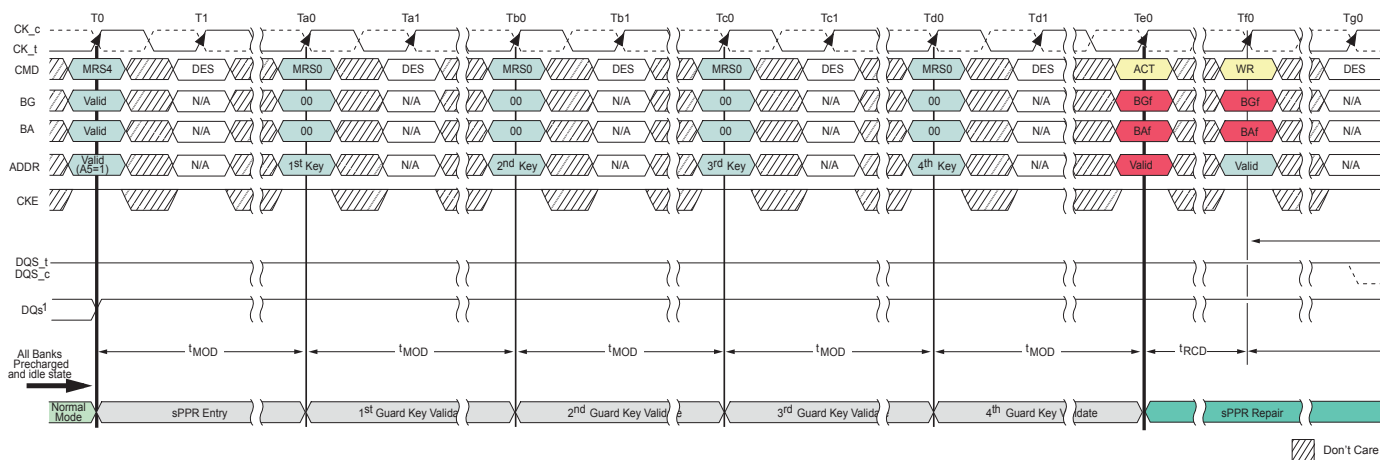 T0 T1 Ta0 Ta1 Tb0 Tb1 Tc0 Tc1 Td0 Td1 Te0 Tf0 Tg0
CK_c
CK_t
CMD MRS4 DES MRS0 DES MRS0 DES MRS0 DES MRS0 DES ACT WR DES
BG Valid N/A 00 N/A 00 N/A 00 N/A 00 N/A BGf BGf N/A
BA Valid N/A 00 N/A 00 N/A 00 N/A 00 N/A BAf BAf N/A
ADDR Valid (A5=1) N/A 1st Key N/A 2nd Key N/A 3rd Key N/A 4th Key N/A Valid Valid N/A
CKE
DQS_t
DQS_c
DQs1
All Banks
Precharged
and idle state
tMOD tMOD tMOD tMOD tMOD tRCD
Normal Mode sPPR Entry 1st Guard Key Valida 2nd Guard Key Valid e 3rd Guard Key Validate 4th Guard Key V date sPPR Repair
Don't Care